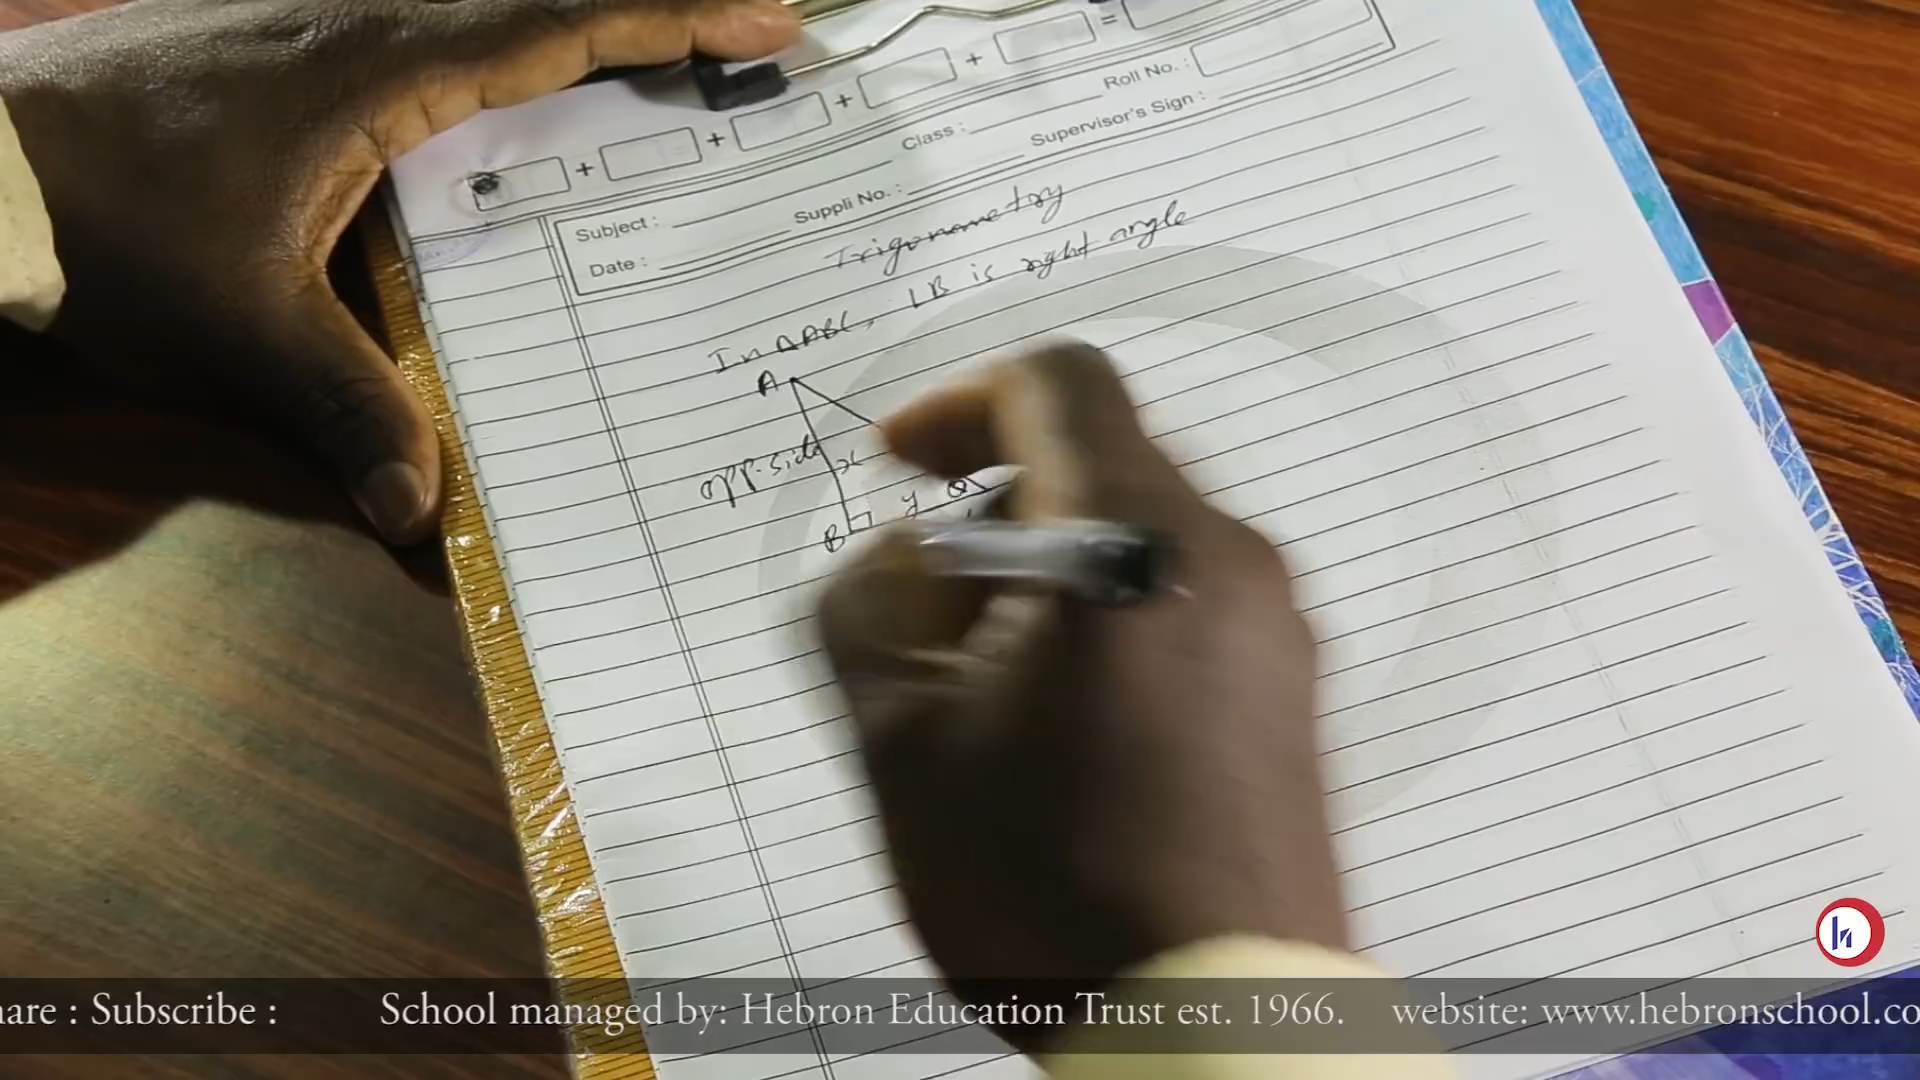 + + + + =
Roll No. :
Class :
Supervisor's Sign :
Subject :
Suppli No. :
Date :
Trigonometry
In ΔABC, ∠B is right angle
A
opp. side
x
B
y
θ
are : Subscribe : School managed by: Hebron Education Trust est. 1966. website: www.hebronschool.co
h